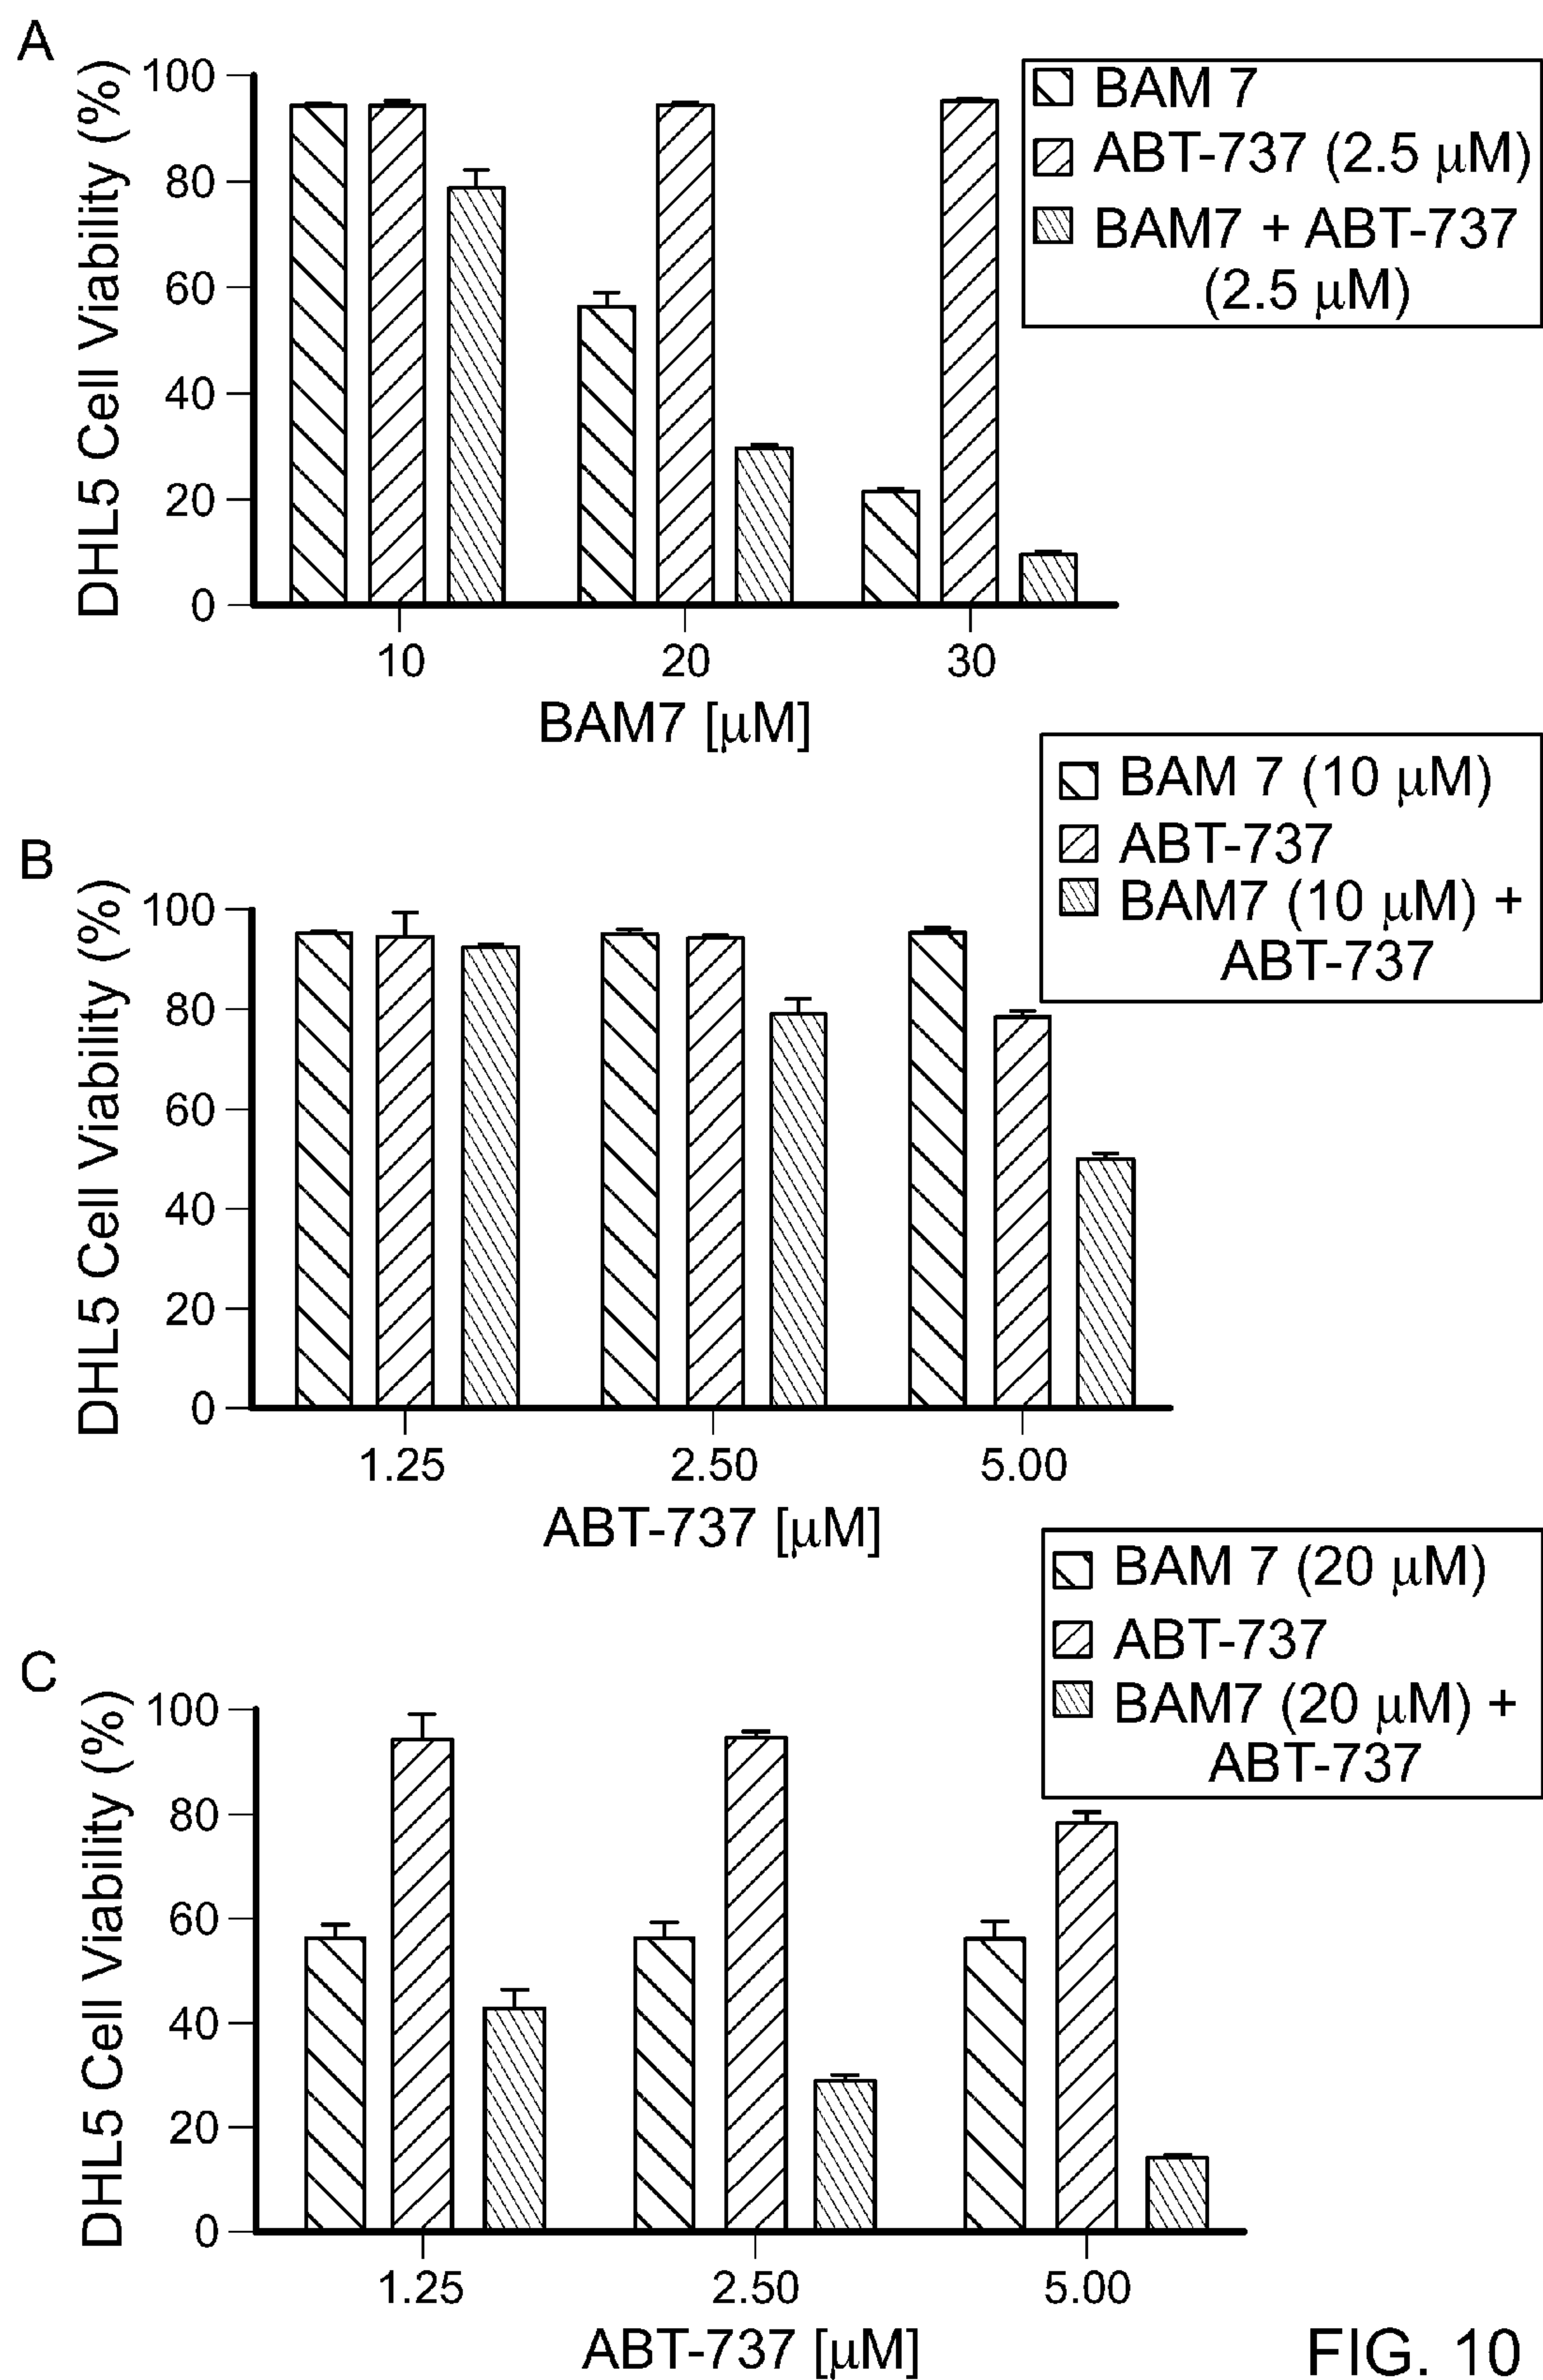 A
DHL5 Cell Viability (%)
100
80
60
40
20
0
10 20 30
BAM7 [μM]
BAM 7
ABT-737 (2.5 μM)
BAM7 + ABT-737
(2.5 μM)
B
DHL5 Cell Viability (%)
100
80
60
40
20
0
1.25 2.50 5.00
ABT-737 [μM]
BAM 7 (10 μM)
ABT-737
BAM7 (10 μM) +
ABT-737
C
DHL5 Cell Viability (%)
100
80
60
40
20
0
1.25 2.50 5.00
ABT-737 [μM]
BAM 7 (20 μM)
ABT-737
BAM7 (20 μM) +
ABT-737
FIG. 10